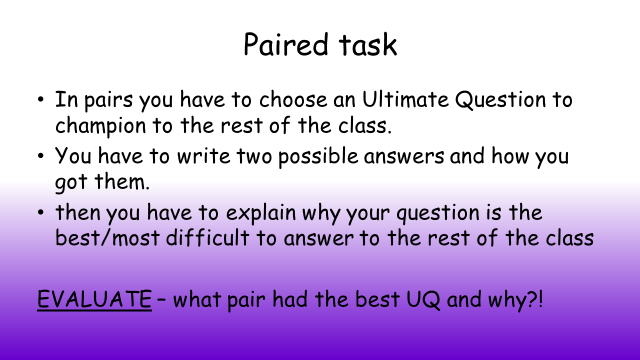 Paired task
• In pairs you have to choose an Ultimate Question to
champion to the rest of the class.
• You have to write two possible answers and how you
got them.
• then you have to explain why your question is the
best/most difficult to answer to the rest of the class
EVALUATE – what pair had the best UQ and why?!